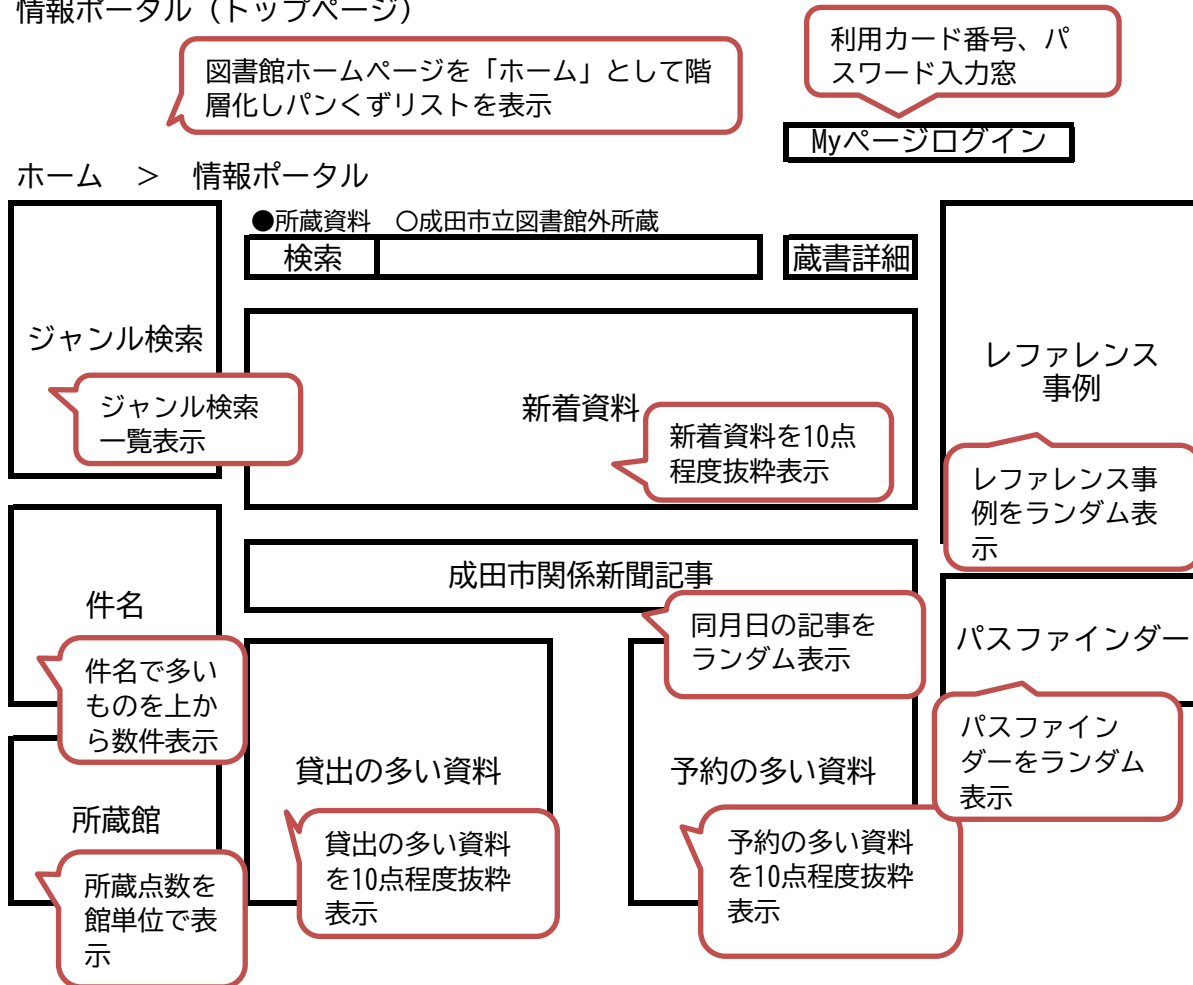 情報ポータル（トップページ）
利用カード番号、パ
スワード入力窓
図書館ホームページを「ホーム」として階
層化しパンくずリストを表示
Myページログイン
ホーム　＞　情報ポータル
●所蔵資料　○成田市立図書館外所蔵
検索
蔵書詳細
ジャンル検索
ジャンル検索
一覧表示
新着資料
新着資料を10点
程度抜粋表示
レファレンス
事例
レファレンス事
例をランダム表
示
成田市関係新聞記事
同月日の記事を
ランダム表示
件名
件名で多い
ものを上か
ら数件表示
パスファインダー
パスファイン
ダーをランダム
表示
所蔵館
所蔵点数を
館単位で表
示
貸出の多い資料
貸出の多い資料
を10点程度抜粋
表示
予約の多い資料
予約の多い資料
を10点程度抜粋
表示